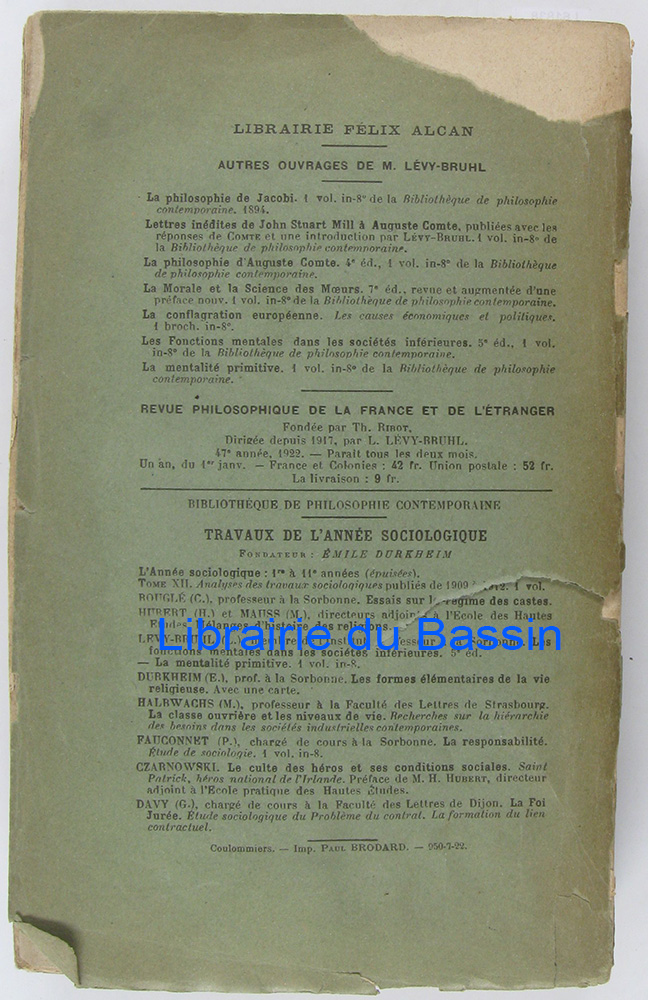 LIBRAIRIE FÉLIX ALCAN
AUTRES OUVRAGES DE M. LÉVY-BRUHL
La philosophie de Jacobi. 1 vol. in-8° de la Bibliothèque de philosophie
contemporaine. 1894.
Lettres inédites de John Stuart Mill à Auguste Comte, publiées avec les
réponses de COMTE et une introduction par LÉVY-BRUHL. 1 vol. in-8° de
la Bibliothèque de philosophie contemporaine.
La philosophie d'Auguste Comte. 4e éd., 1 vol. in-8° de la Bibliothèque
de philosophie contemporaine.
La Morale et la Science des Mœurs. 7e éd., revue et augmentée d'une
préface nouv. 1 vol. in-8° de la Bibliothèque de philosophie contemporaine.
La conflagration européenne. Les causes économiques et politiques.
1 broch. in-8°.
Les Fonctions mentales dans les sociétés inférieures. 5e éd., 1 vol.
in-8° de la Bibliothèque de philosophie contemporaine.
La mentalité primitive. 1 vol. in-8° de la Bibliothèque de philosophie
contemporaine.
REVUE PHILOSOPHIQUE DE LA FRANCE ET DE L'ÉTRANGER
Fondée par TH. RIBOT,
Dirigée depuis 1917, par L. LÉVY-BRUHL.
47e année, 1922. — Paraît tous les deux mois.
Un an, du 1er janv. — France et Colonies : 42 fr. Union postale : 52 fr.
La livraison : 9 fr.
BIBLIOTHÈQUE DE PHILOSOPHIE CONTEMPORAINE
TRAVAUX DE L'ANNÉE SOCIOLOGIQUE
FONDATEUR : ÉMILE DURKHEIM
L'Année sociologique : 1re à 11e années (épuisées).
TOME XII. Analyses des travaux sociologiques publiés de 1909 à 1912. 1 vol.
BOUGLÉ (C.), professeur à la Sorbonne. Essais sur le régime des castes.
HUBERT (H.) et MAUSS (M.), directeurs adjoints à l'Ecole des Hautes
Etudes. Mélanges d'histoire des religions.
Librairie du Bassin
LÉVY-BRUHL professeur Sorbonne. Les
fonctions mentales dans les sociétés inférieures. 5e éd.
— La mentalité primitive. 1 vol. in-8.
DURKHEIM (E.), prof. à la Sorbonne. Les formes élémentaires de la vie
religieuse. Avec une carte.
HALBWACHS (M.), professeur à la Faculté des Lettres de Strasbourg.
La classe ouvrière et les niveaux de vie. Recherches sur la hiérarchie
des besoins dans les sociétés industrielles contemporaines.
FAUCONNET (P.), chargé de cours à la Sorbonne. La responsabilité.
Étude de sociologie. 1 vol. in-8.
CZARNOWSKI. Le culte des héros et ses conditions sociales. Saint
Patrick, héros national de l'Irlande. Préface de M. H. HUBERT, directeur
adjoint à l'Ecole pratique des Hautes Études.
DAVY (G.), chargé de cours à la Faculté des Lettres de Dijon. La Foi
Jurée. Étude sociologique du Problème du contrat. La formation du lien
contractuel.
Coulommiers. — Imp. PAUL BRODARD. — 950-7-22.